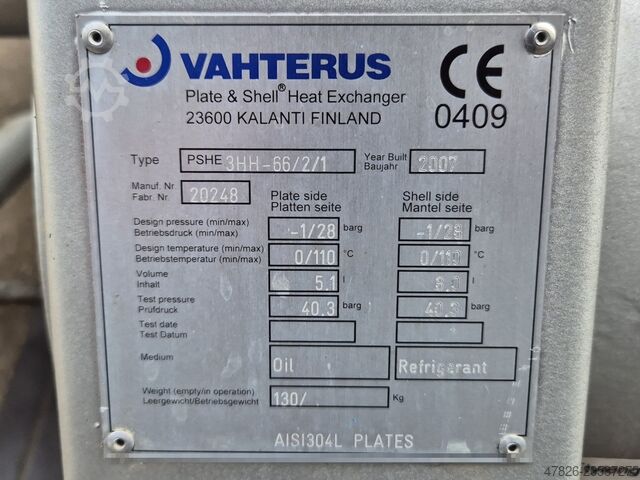 VAHTERUS
Plate & Shell® Heat Exchanger
23600 KALANTI FINLAND
CE
0409
Type PSHE 3HH-66/2/1 Year Built Baujahr 2007
Manuf. Nr. Fabr. Nr. 20248
Plate side Shell side
Platten seite Mantel seite
Design pressure (min/max) Betriebsdruck (min/max) -1/28 barg -1/28 barg
Design temperature (min/max) Betriebstemperatur (min/max) 0/110 °C 0/110 °C
Volume Inhalt 5.1 l l
Test pressure Prüfdruck 40.3 barg 40.3 barg
Test date
Test Datum
Medium Oil Refrigerant
Weight (empty/in operation) Leergewicht/Betriebsgewicht) 130/ Kg
AISI304L PLATES